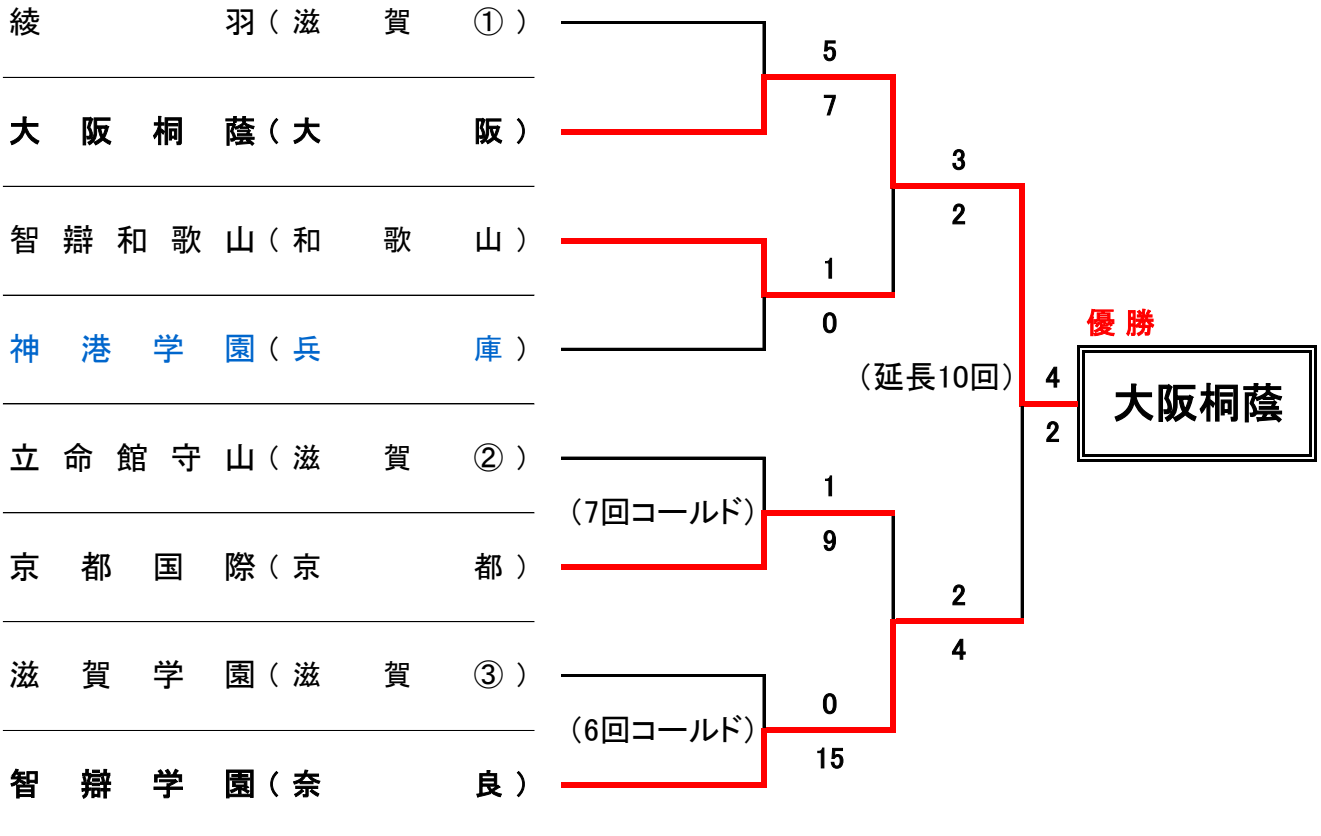 綾羽(滋賀①)
5
大阪桐蔭(大阪)
7
3
2
智辯和歌山(和歌山)
1
0
神港学園(兵庫)
優勝
(延長10回)
4
大阪桐蔭
2
立命館守山(滋賀②)
1
(7回コールド)
9
京都国際(京都)
2
4
滋賀学園(滋賀③)
0
(6回コールド)
15
智辯学園(奈良)